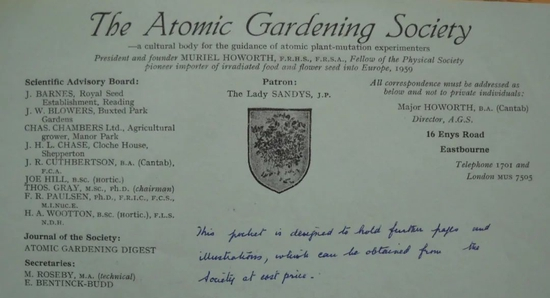 The Atomic Gardening Society
—a cultural body for the guidance of atomic plant-mutation experimenters
President and founder MURIEL HOWORTH, F.R.H.S., F.R.S.A., Fellow of the Physical Society
pioneer importer of irradiated food and flower seed into Europe, 1959
Scientific Advisory Board:
J. BARNES, Royal Seed
Establishment, Reading
J. W. BLOWERS, Buxted Park
Gardens
CHAS. CHAMBERS Ltd., Agricultural
grower, Manor Park
J. H. L. CHASE, Cloche House,
Shepperton
J. R. CUTHBERTSON, B.A. (Cantab),
F.C.A.
JOE HILL, B.SC. (Hortic.)
THOS. GRAY, M.SC., Ph.D. (chairman)
F. R. PAULSEN, Ph.D., F.R.I.C., F.C.S.,
M.I.Nuc.E.
H. A. WOOTTON, B.SC. (Hortic.), F.L.S.
N.D.H.
Journal of the Society:
ATOMIC GARDENING DIGEST
Secretaries:
M. ROSEBY, M.A. (technical)
E. BENTINCK-BUDD
Patron:
The Lady SANDYS, J.P.
All correspondence must be addressed as
below and not to private individuals:
Major HOWORTH, B.A. (Cantab)
Director, A.G.S.
16 Enys Road
Eastbourne
Telephone 1701 and
London MUS 7505
This pocket is designed to hold further pages and
illustrations, which can be obtained from the
Society at cost price.